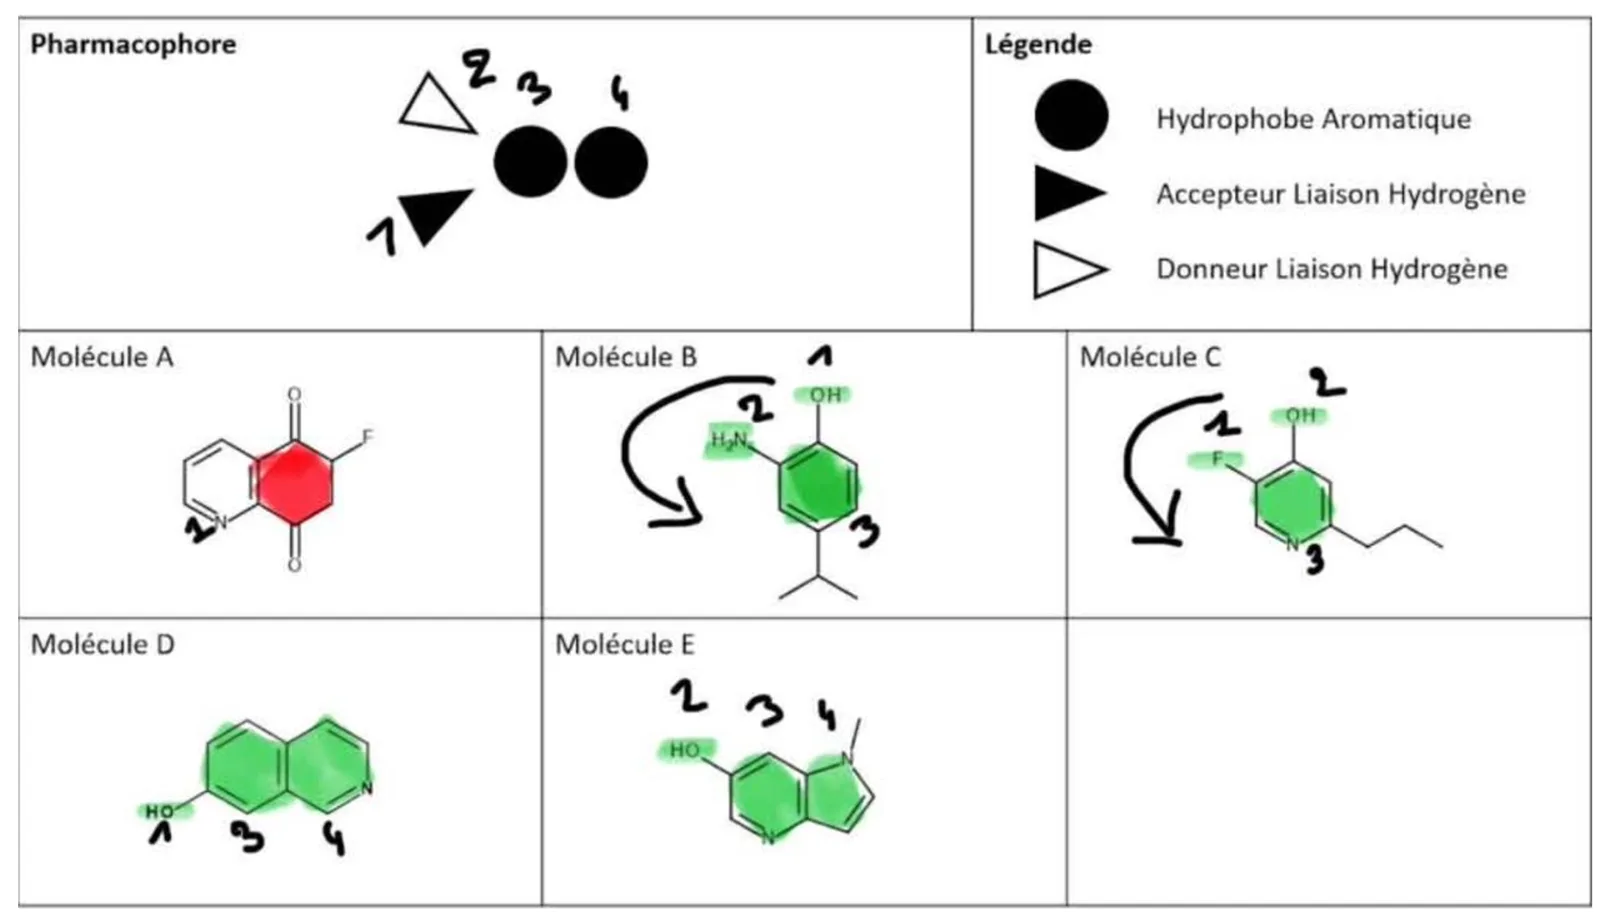 Pharmacophore
2 3 4
1
Légende
Hydrophobe Aromatique
Accepteur Liaison Hydrogène
Donneur Liaison Hydrogène
Molécule A
O
F
1 N
O
Molécule B
1
OH
2
H₂N
3
Molécule C
2
OH
1
F
N
3
Molécule D
N
HO
1 3 4
Molécule E
2 3 4
HO
N
N